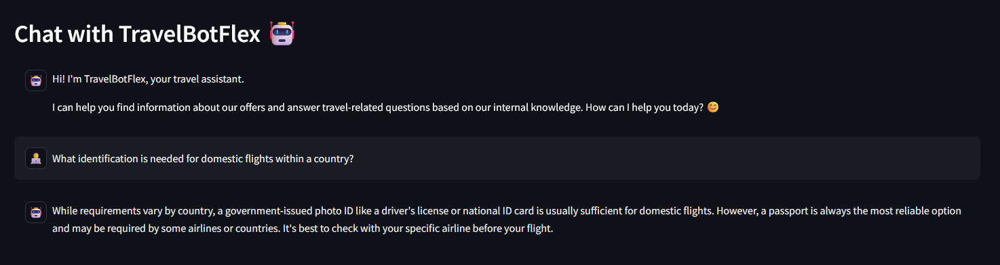 Chat with TravelBotFlex
Hi! I'm TravelBotFlex, your travel assistant.
I can help you find information about our offers and answer travel-related questions based on our internal knowledge. How can I help you today? 😊
What identification is needed for domestic flights within a country?
While requirements vary by country, a government-issued photo ID like a driver's license or national ID card is usually sufficient for domestic flights. However, a passport is always the most reliable option
and may be required by some airlines or countries. It's best to check with your specific airline before your flight.